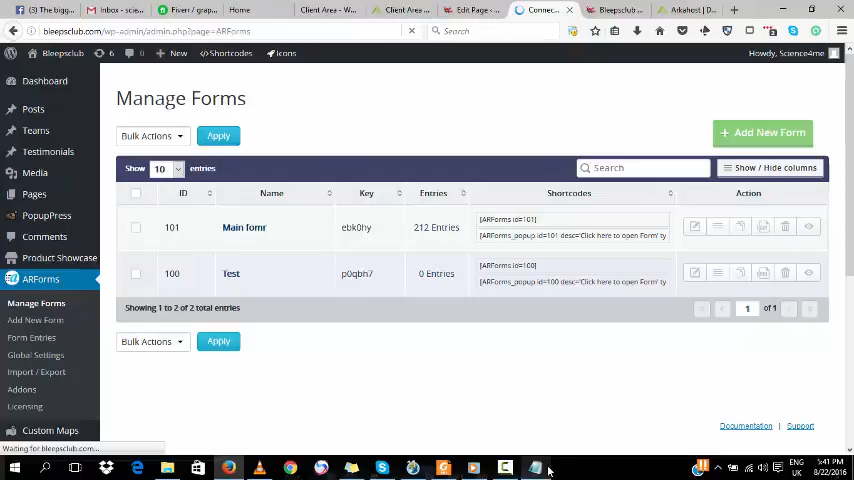 (3) The bigg...
Inbox - scie...
Fiverr / grap...
Home
Client Area - W...
Client Area ...
Edit Page ‹ ...
Connec...
Bleepsclub ...
Arkahost | D...
bleepsclub.com/wp-admin/admin.php?page=ARForms
Search
Bleepsclub
6
0
New
Shortcodes
Icons
Howdy, Science4me
Dashboard
Posts
Teams
Testimonials
Media
Pages
PopupPress
Comments
Product Showcase
ARForms
Manage Forms
Add New Form
Form Entries
Global Settings
Import / Export
Addons
Licensing
Custom Maps
Manage Forms
Bulk Actions
Apply
+ Add New Form
Show 10 entries
Search
Show / Hide columns
ID Name Key Entries Shortcodes Action
101 Main fomr ebk0hy 212 Entries
[ARForms id=101]
[ARForms_popup id=101 desc='Click here to open Form' ty
100 Test p0qbh7 0 Entries
[ARForms id=100]
[ARForms_popup id=100 desc='Click here to open Form' ty
Showing 1 to 2 of 2 total entries
1 of 1
Bulk Actions
Apply
Documentation | Support
Waiting for bleepsclub.com...
ENG
UK
5:41 PM
8/22/2016